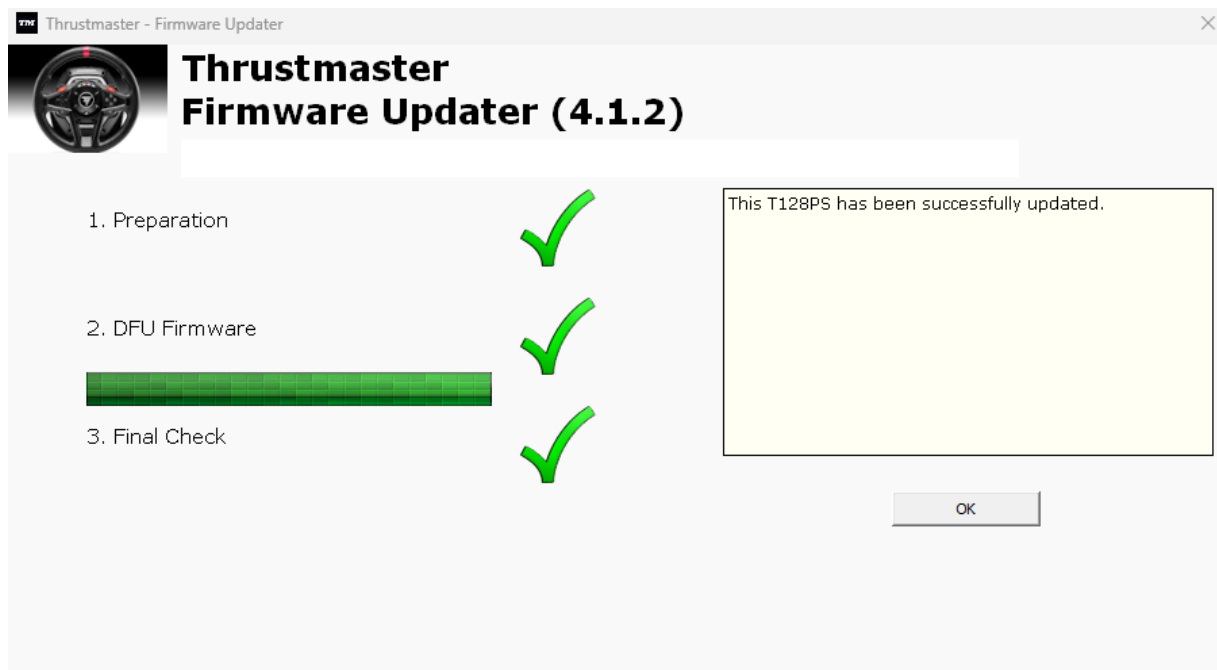 Thrustmaster - Firmware Updater
Thrustmaster
Firmware Updater (4.1.2)
1. Preparation
This T128PS has been successfully updated.
2. DFU Firmware
3. Final Check
OK